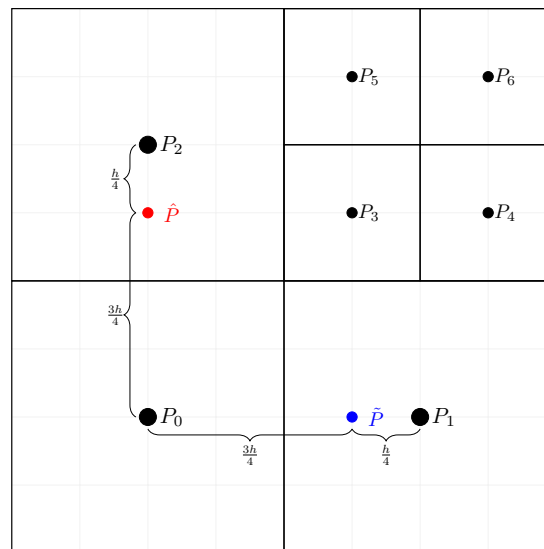 P₅ P₆
P₂
h/4
P̂ P₃ P₄
3h/4
P₀ P̃ P₁
3h/4 h/4